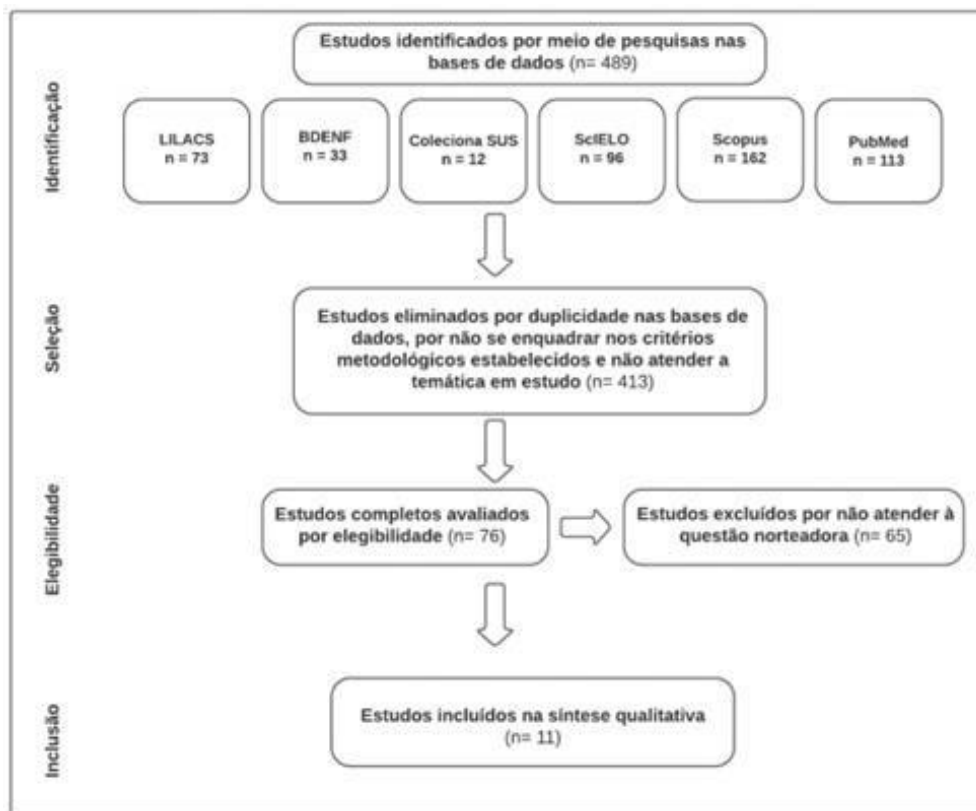 Identificação
Estudos identificados por meio de pesquisas nas
bases de dados (n= 489)
LILACS
n = 73
BDENF
n = 33
Coleciona SUS
n = 12
ScIELO
n = 96
Scopus
n = 162
PubMed
n = 113
Seleção
Estudos eliminados por duplicidade nas bases de
dados, por não se enquadrar nos critérios
metodológicos estabelecidos e não atender a
temática em estudo (n= 413)
Elegibilidade
Estudos completos avaliados
por elegibilidade (n= 76)
Estudos excluídos por não atender à
questão norteadora (n= 65)
Inclusão
Estudos incluídos na síntese qualitativa
(n= 11)